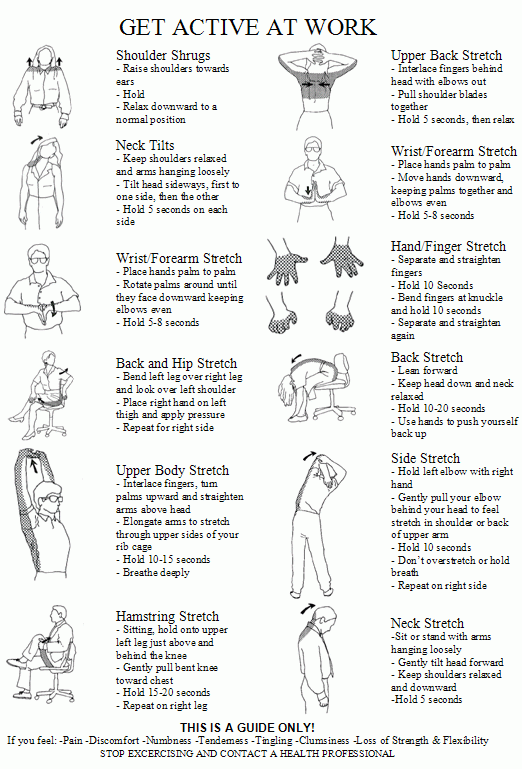 GET ACTIVE AT WORK
Shoulder Shrugs
- Raise shoulders towards
ears
- Hold
- Relax downward to a
normal position
Upper Back Stretch
- Interlace fingers behind
head with elbows out
- Pull shoulder blades
together
- Hold 5 seconds, then relax
Neck Tilts
- Keep shoulders relaxed
and arms hanging loosely
- Tilt head sideways, first to
one side, then the other
- Hold 5 seconds on each
side
Wrist/Forearm Stretch
- Place hands palm to palm
- Move hands downward,
keeping palms together and
elbows even
- Hold 5-8 seconds
Wrist/Forearm Stretch
- Place hands palm to palm
- Rotate palms around until
they face downward keeping
elbows even
- Hold 5-8 seconds
Hand/Finger Stretch
- Separate and straighten
fingers
- Hold 10 Seconds
- Bend fingers at knuckle
and hold 10 seconds
- Separate and straighten
again
Back and Hip Stretch
- Bend left leg over right leg
and look over left shoulder
- Place right hand on left
thigh and apply pressure
- Repeat for right side
Back Stretch
- Lean forward
- Keep head down and neck
relaxed
- Hold 10-20 seconds
- Use hands to push yourself
back up
Upper Body Stretch
- Interlace fingers, turn
palms upward and straighten
arms above head
- Elongate arms to stretch
through upper sides of your
rib cage
- Hold 10-15 seconds
- Breathe deeply
Side Stretch
- Hold left elbow with right
hand
- Gently pull your elbow
behind your head to feel
stretch in shoulder or back
of upper arm
- Hold 10 seconds
- Don't overstretch or hold
breath
- Repeat on right side
Hamstring Stretch
- Sitting, hold onto upper
left leg just above and
behind the knee
- Gently pull bent knee
toward chest
- Hold 15-20 seconds
- Repeat on right leg
Neck Stretch
-Sit or stand with arms
hanging loosely
- Gently tilt head forward
- Keep shoulders relaxed
and downward
-Hold 5 seconds
THIS IS A GUIDE ONLY!
If you feel: -Pain -Discomfort -Numbness -Tenderness -Tingling -Clumsiness -Loss of Strength & Flexibility
STOP EXCERCISING AND CONTACT A HEALTH PROFESSIONAL